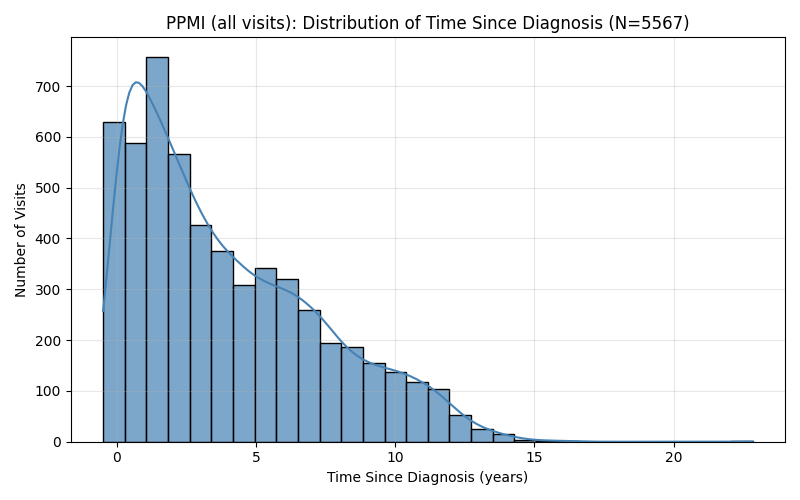 PPMI (all visits): Distribution of Time Since Diagnosis (N=5567)
Number of Visits
700
600
500
400
300
200
100
0
0 5 10 15 20
Time Since Diagnosis (years)